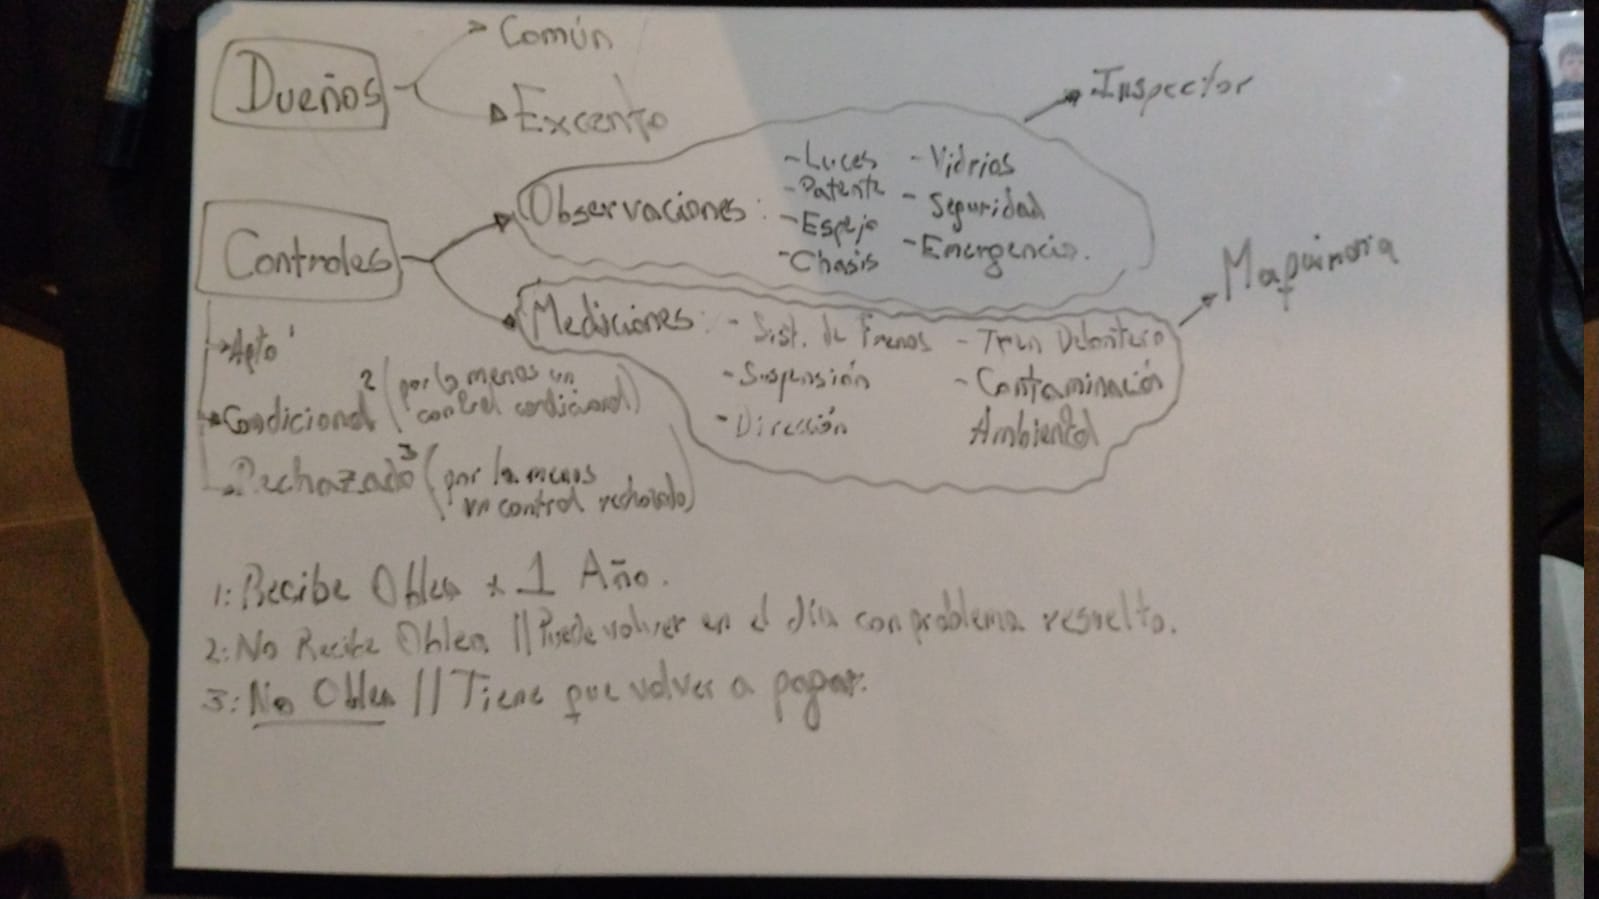 Dueños
Común
Excento
Inspector
Controles
Observaciones:
- Luces
- Patente
- Espejo
- Chasis
- Vidrios
- Seguridad
- Emergencia.
Maquinaria
Mediciones:
- Sist. de Frenos
- Suspensión
- Dirección
- Tren Delantero
- Contaminación
Ambiental
Apto 1
Condicional 2 (por lo menos un
control condicional)
Rechazado 3 (por lo menos
un control rechazado)
1: Recibe Oblea x 1 Año.
2: No Recibe Oblea // Puede volver en el día con problema resuelto.
3: No Oblea // Tiene que volver a pagar.